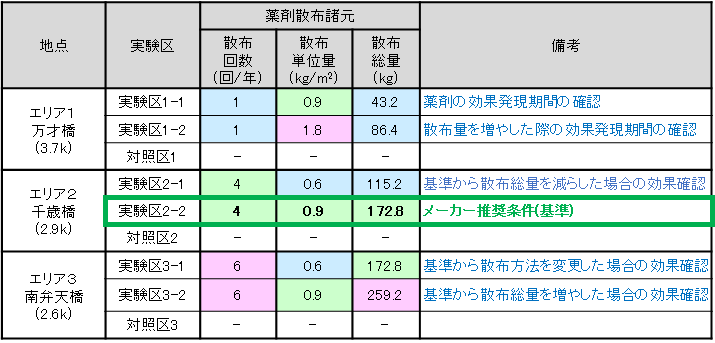 地点 実験区 薬剤散布諸元 備考
散布回数(回/年) 散布単位量(kg/m²) 散布総量(kg)
エリア1 万才橋 (3.7k)
実験区1-1 1 0.9 43.2 薬剤の効果発現期間の確認
実験区1-2 1 1.8 86.4 散布量を増やした際の効果発現期間の確認
対照区1 － － －
エリア2 千歳橋 (2.9k)
実験区2-1 4 0.6 115.2 基準から散布総量を減らした場合の効果確認
実験区2-2 4 0.9 172.8 メーカー推奨条件(基準)
対照区2 － － －
エリア3 南弁天橋 (2.6k)
実験区3-1 6 0.6 172.8 基準から散布方法を変更した場合の効果確認
実験区3-2 6 0.9 259.2 基準から散布総量を増やした場合の効果確認
対照区3 － － －